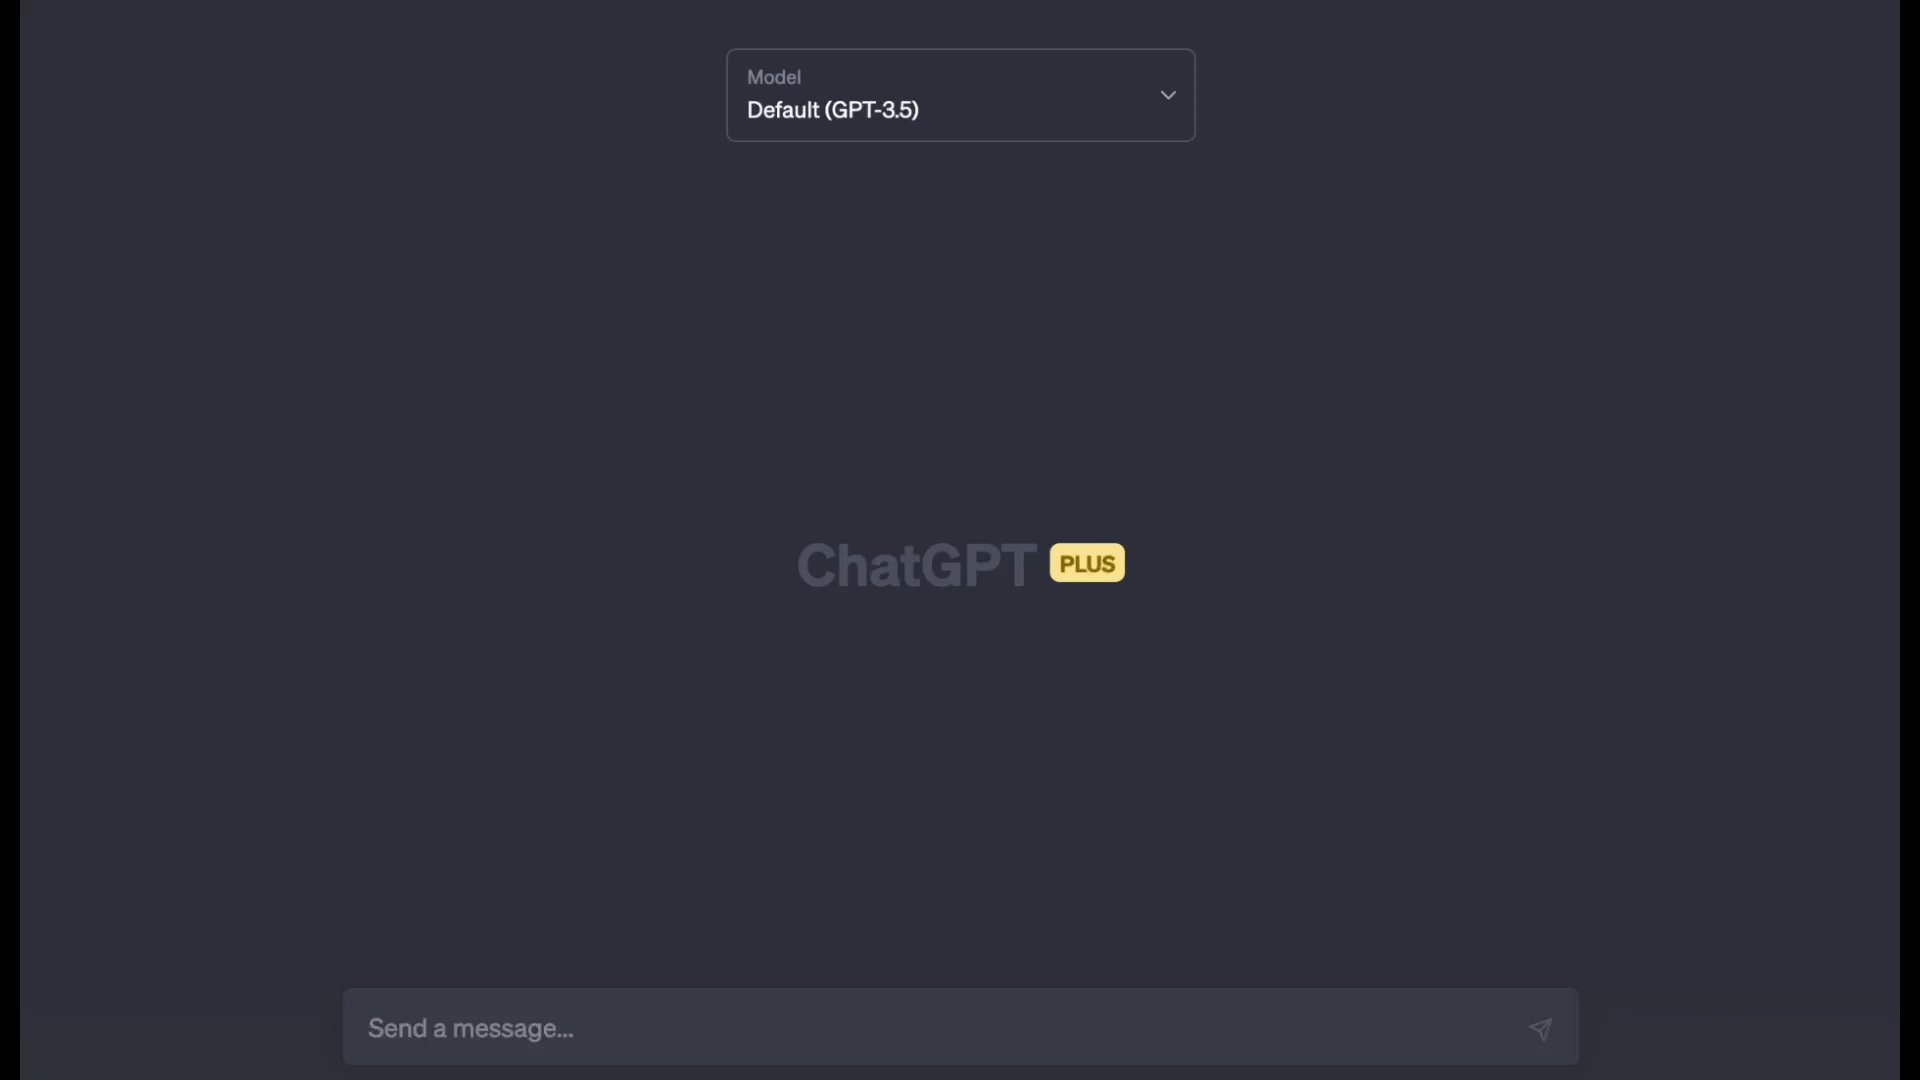 Model
Default (GPT-3.5)
ChatGPT PLUS
Send a message...